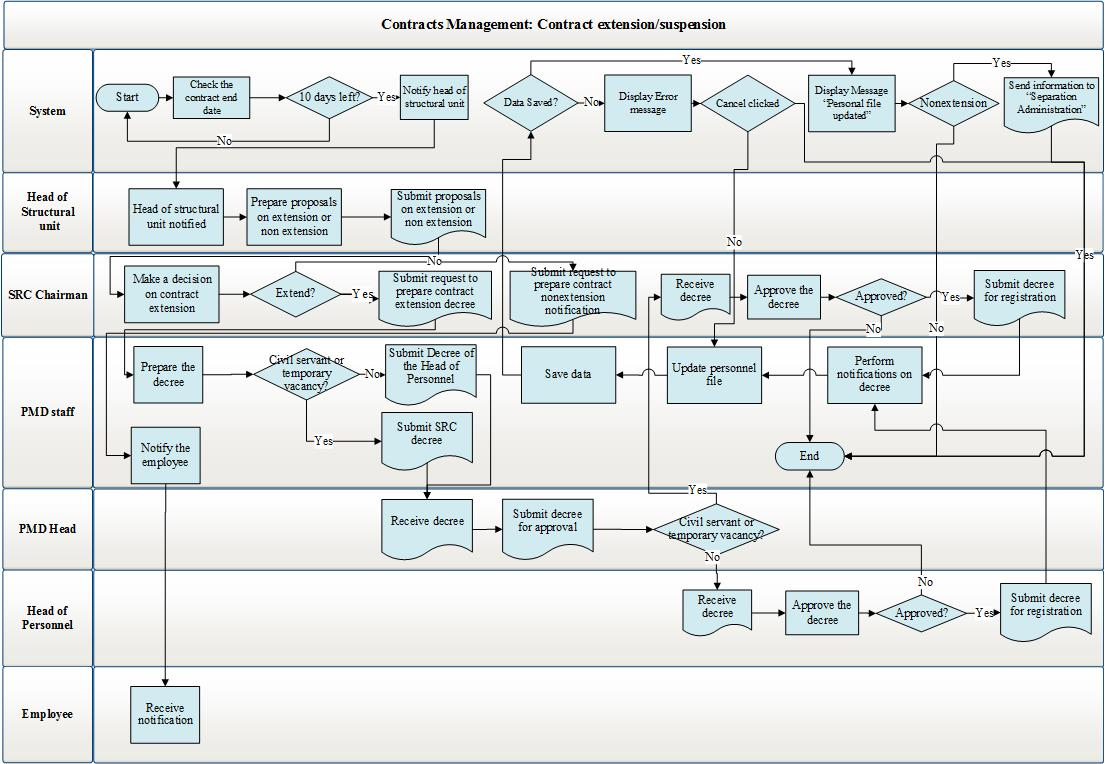 Contracts Management: Contract extension/suspension
System
Start
Check the
contract end
date
10 days left?
Yes
Notify head of
structural unit
No
Data Saved?
No
Yes
Display Error
message
Cancel clicked
Display Message
“Personal file
updated”
Nonextension
Yes
Send information to
“Separation
Administration”
Head of
Structural
unit
Head of structural
unit notified
Prepare proposals
on extension or
non extension
Submit proposals
on extension or
non extension
No
Yes
SRC Chairman
Make a decision
on contract
extension
Extend?
No
Yes
Submit request to
prepare contract
extension decree
Submit request to
prepare contract
nonextension
notification
Receive
decree
Approve the
decree
Approved?
Yes
No
No
Submit decree
for registration
PMD staff
Prepare the
decree
Civil servant or
temporary
vacancy?
No
Yes
Submit Decree of
the Head of
Personnel
Submit SRC
decree
Save data
Update personnel
file
Perform
notifications on
decree
Notify the
employee
End
PMD Head
Receive decree
Submit decree
for approval
Yes
Civil servant or
temporary vacancy?
No
Head of
Personnel
Receive
decree
Approve the
decree
No
Approved?
Yes
Submit decree
for registration
Employee
Receive
notification